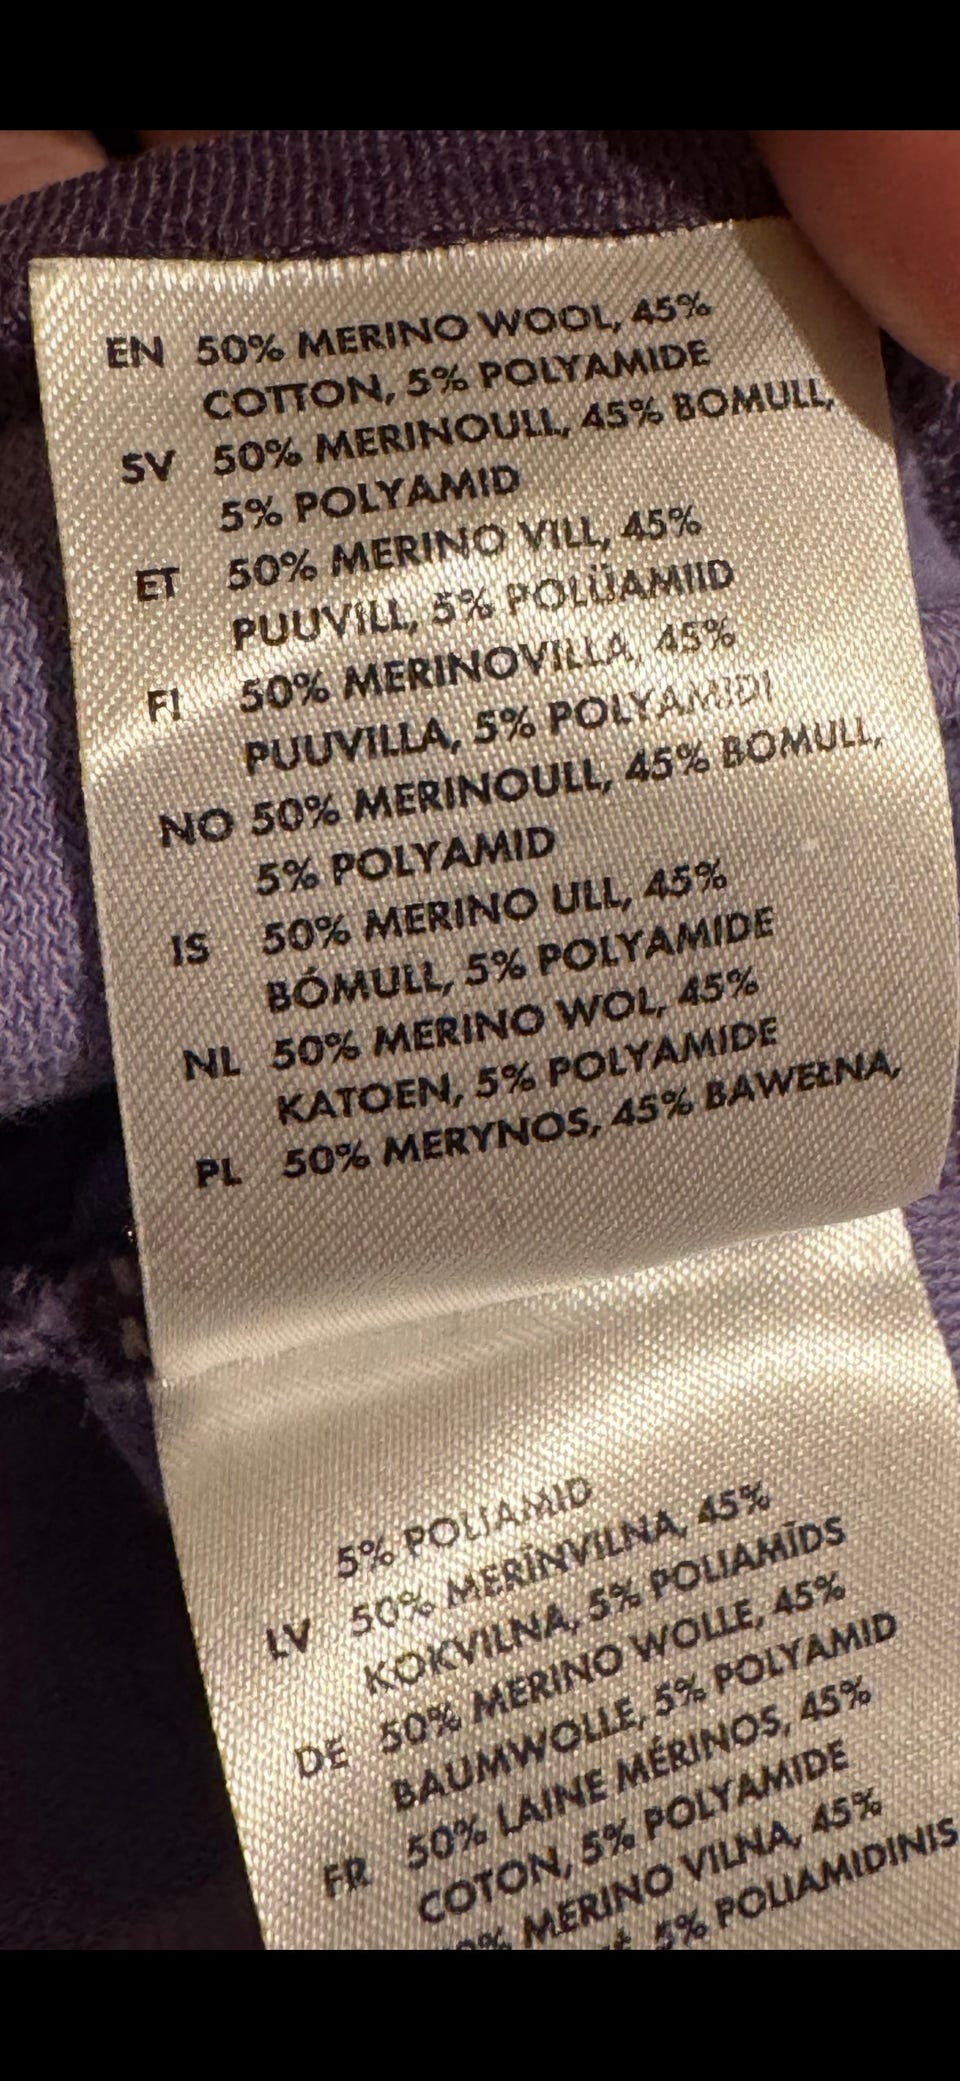 EN 50% MERINO WOOL, 45%
COTTON, 5% POLYAMIDE
SV 50% MERINOULL, 45% BOMULL,
5% POLYAMID
ET 50% MERINO VILL, 45%
PUUVILL, 5% POLÜAMIID
FI 50% MERINOVILLA, 45%
PUUVILLA, 5% POLYAMIDI
NO 50% MERINOULL, 45% BOMULL,
5% POLYAMID
IS 50% MERINO ULL, 45%
BÓMULL, 5% POLYAMIDE
NL 50% MERINO WOL, 45%
KATOEN, 5% POLYAMIDE
PL 50% MERYNOS, 45% BAWEŁNA,
5% POLIAMID
LV 50% MERĪNVILNA, 45%
KOKVILNA, 5% POLIAMĪDS
DE 50% MERINO WOLLE, 45%
BAUMWOLLE, 5% POLYAMID
FR 50% LAINE MÉRINOS, 45%
COTON, 5% POLYAMIDE
MERINO VILNA, 45%
5% POLIAMIDINIS